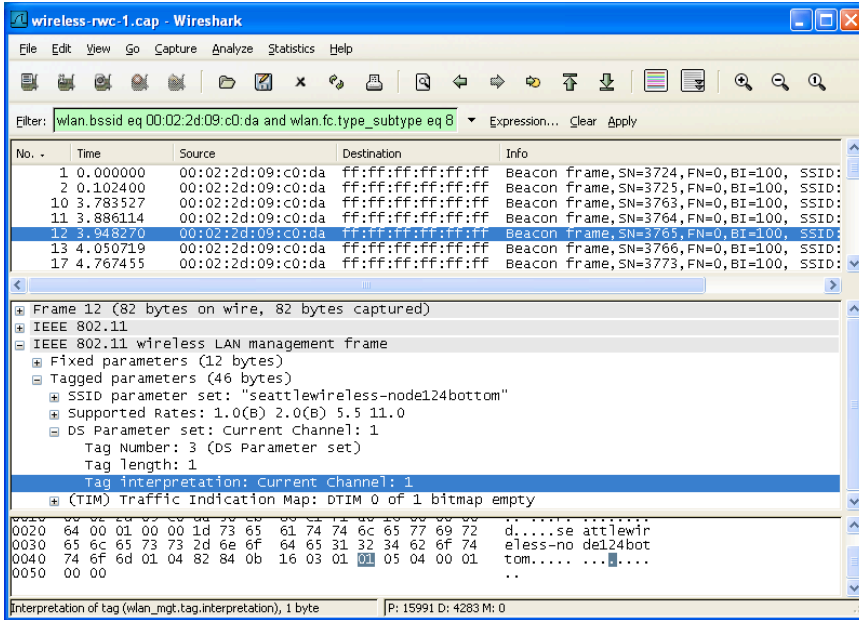 wireless-rwc-1.cap - Wireshark
File Edit View Go Capture Analyze Statistics Help
Filter: wlan.bssid eq 00:02:2d:09:c0:da and wlan.fc.type_subtype eq 8 Expression... Clear Apply
No. - Time Source Destination Info
1 0.000000 00:02:2d:09:c0:da ff:ff:ff:ff:ff:ff Beacon frame,SN=3724,FN=0,BI=100, SSID:
2 0.102400 00:02:2d:09:c0:da ff:ff:ff:ff:ff:ff Beacon frame,SN=3725,FN=0,BI=100, SSID:
10 3.783527 00:02:2d:09:c0:da ff:ff:ff:ff:ff:ff Beacon frame,SN=3763,FN=0,BI=100, SSID:
11 3.886114 00:02:2d:09:c0:da ff:ff:ff:ff:ff:ff Beacon frame,SN=3764,FN=0,BI=100, SSID:
12 3.948270 00:02:2d:09:c0:da ff:ff:ff:ff:ff:ff Beacon frame,SN=3765,FN=0,BI=100, SSID:
13 4.050719 00:02:2d:09:c0:da ff:ff:ff:ff:ff:ff Beacon frame,SN=3766,FN=0,BI=100, SSID:
17 4.767455 00:02:2d:09:c0:da ff:ff:ff:ff:ff:ff Beacon frame,SN=3773,FN=0,BI=100, SSID:
Frame 12 (82 bytes on wire, 82 bytes captured)
IEEE 802.11
IEEE 802.11 wireless LAN management frame
Fixed parameters (12 bytes)
Tagged parameters (46 bytes)
SSID parameter set: "seattlewireless-node124bottom"
Supported Rates: 1.0(B) 2.0(B) 5.5 11.0
DS Parameter set: Current Channel: 1
Tag Number: 3 (DS Parameter set)
Tag length: 1
Tag interpretation: Current Channel: 1
(TIM) Traffic Indication Map: DTIM 0 of 1 bitmap empty
0020 64 00 01 00 00 1d 73 65 61 74 74 6c 65 77 69 72 d.....se attlewir
0030 65 6c 65 73 73 2d 6e 6f 64 65 31 32 34 62 6f 74 eless-no de124bot
0040 74 6f 6d 01 04 82 84 0b 16 03 01 01 05 04 00 01 tom..... ........
0050 00 00 ..
Interpretation of tag (wlan_mgt.tag.interpretation), 1 byte P: 15991 D: 4283 M: 0